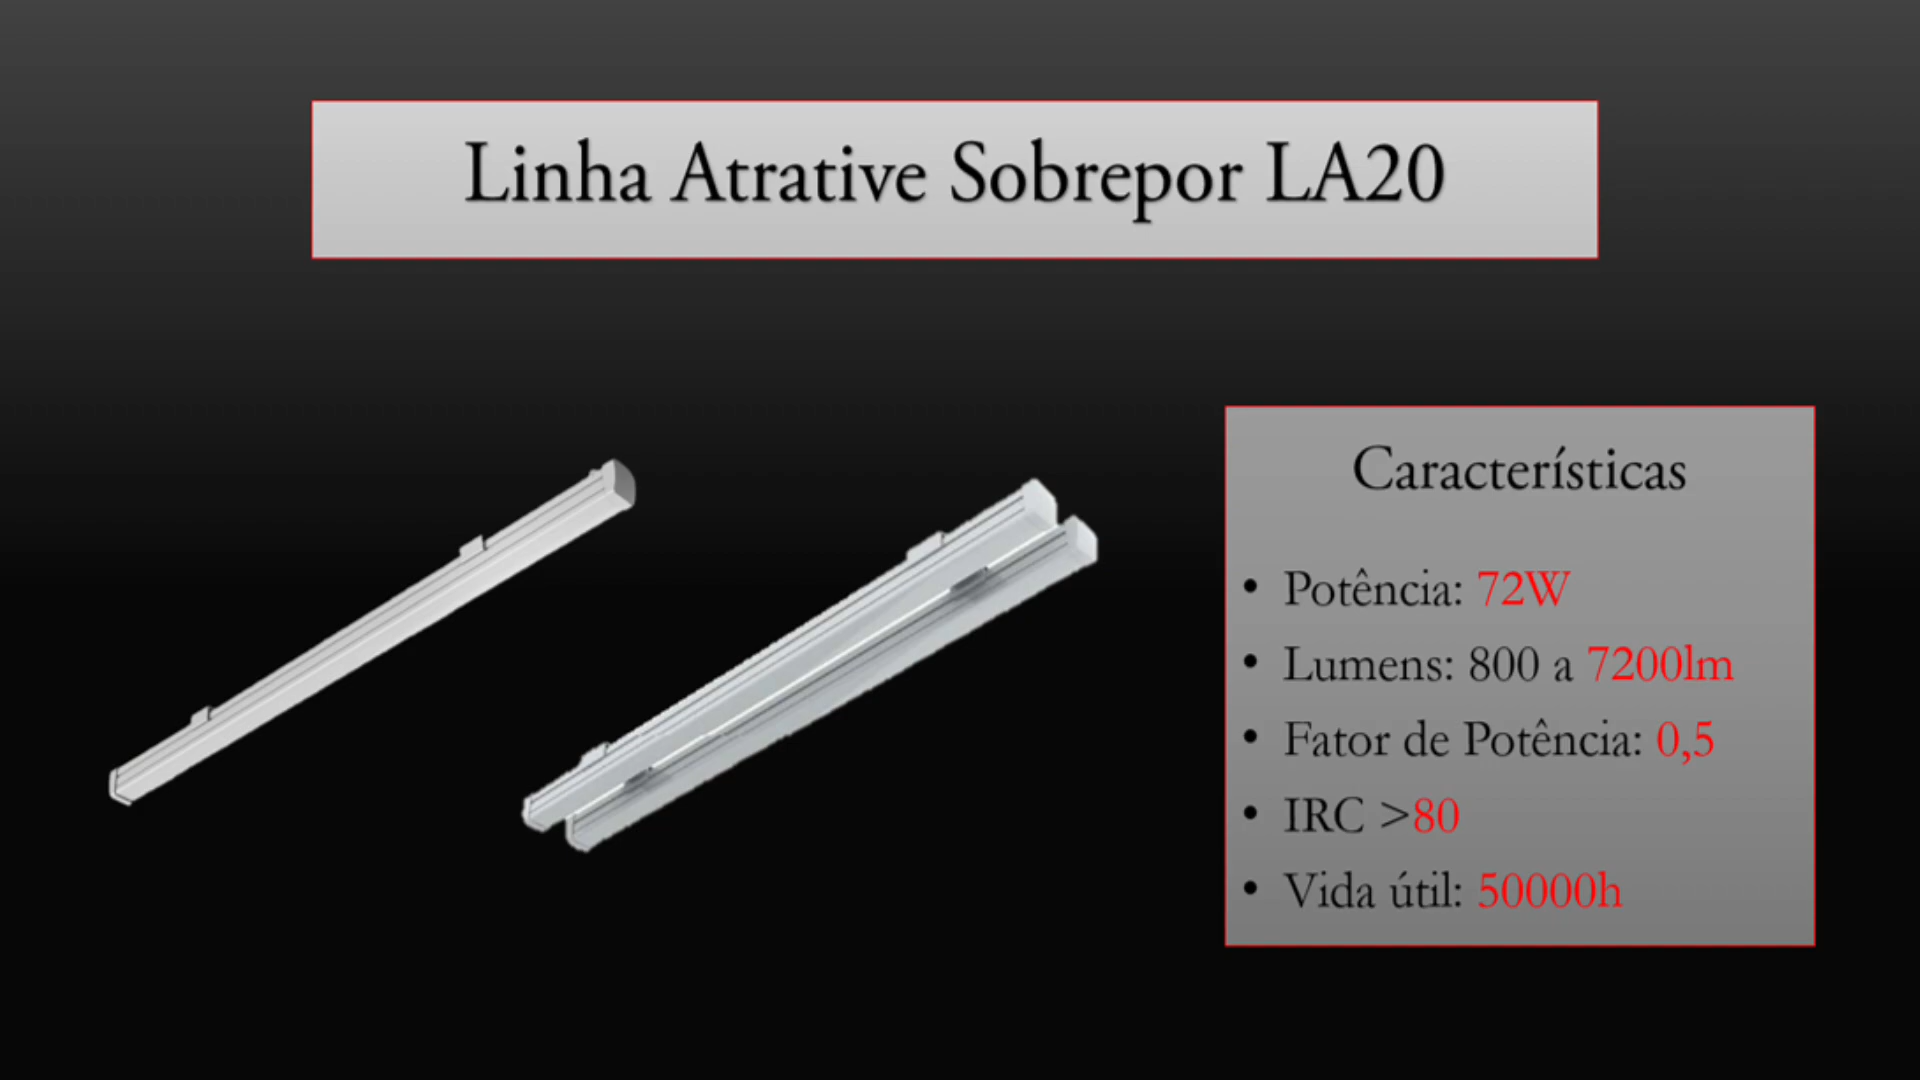 Linha Atrative Sobrepor LA20
Características
• Potência: 72W
• Lumens: 800 a 7200lm
• Fator de Potência: 0,5
• IRC >80
• Vida útil: 50000h